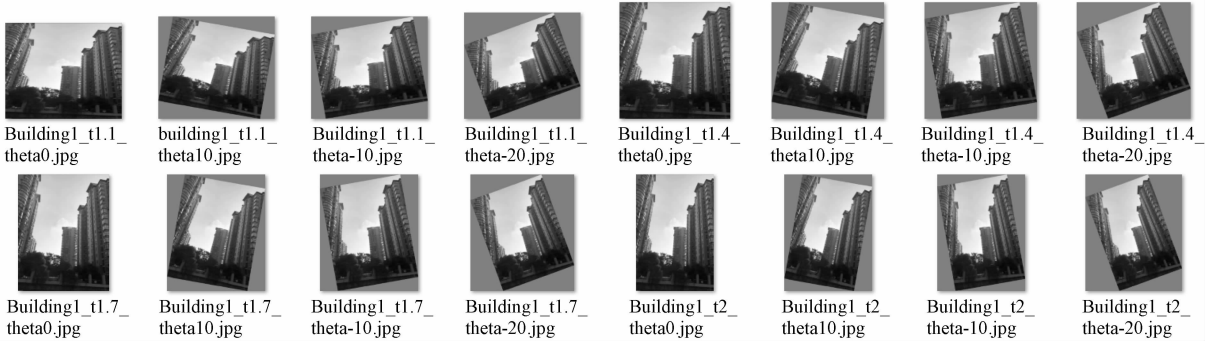 Building1_t1.1_
theta0.jpg
building1_t1.1_
theta10.jpg
Building1_t1.1_
theta-10.jpg
Building1_t1.1_
theta-20.jpg
Building1_t1.4_
theta0.jpg
Building1_t1.4_
theta10.jpg
Building1_t1.4_
theta-10.jpg
Building1_t1.4_
theta-20.jpg
Building1_t1.7_
theta0.jpg
Building1_t1.7_
theta10.jpg
Building1_t1.7_
theta-10.jpg
Building1_t1.7_
theta-20.jpg
Building1_t2_
theta0.jpg
Building1_t2_
theta10.jpg
Building1_t2_
theta-10.jpg
Building1_t2_
theta-20.jpg